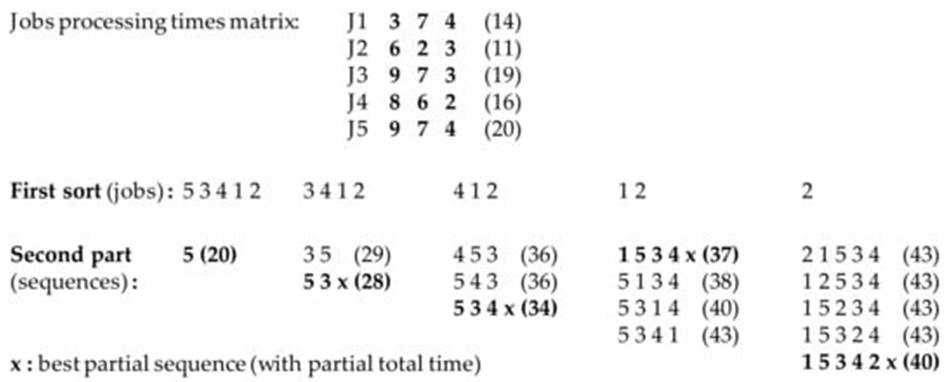 Jobs processing times matrix: J1 3 7 4 (14)
J2 6 2 3 (11)
J3 9 7 3 (19)
J4 8 6 2 (16)
J5 9 7 4 (20)
First sort (jobs): 5 3 4 1 2 3 4 1 2 4 1 2 1 2 2
Second part 5 (20) 3 5 (29) 4 5 3 (36) 1 5 3 4 x (37) 2 1 5 3 4 (43)
(sequences): 5 3 x (28) 5 4 3 (36) 5 1 3 4 (38) 1 2 5 3 4 (43)
5 3 4 x (34) 5 3 1 4 (40) 1 5 2 3 4 (43)
5 3 4 1 (43) 1 5 3 2 4 (43)
x : best partial sequence (with partial total time) 1 5 3 4 2 x (40)